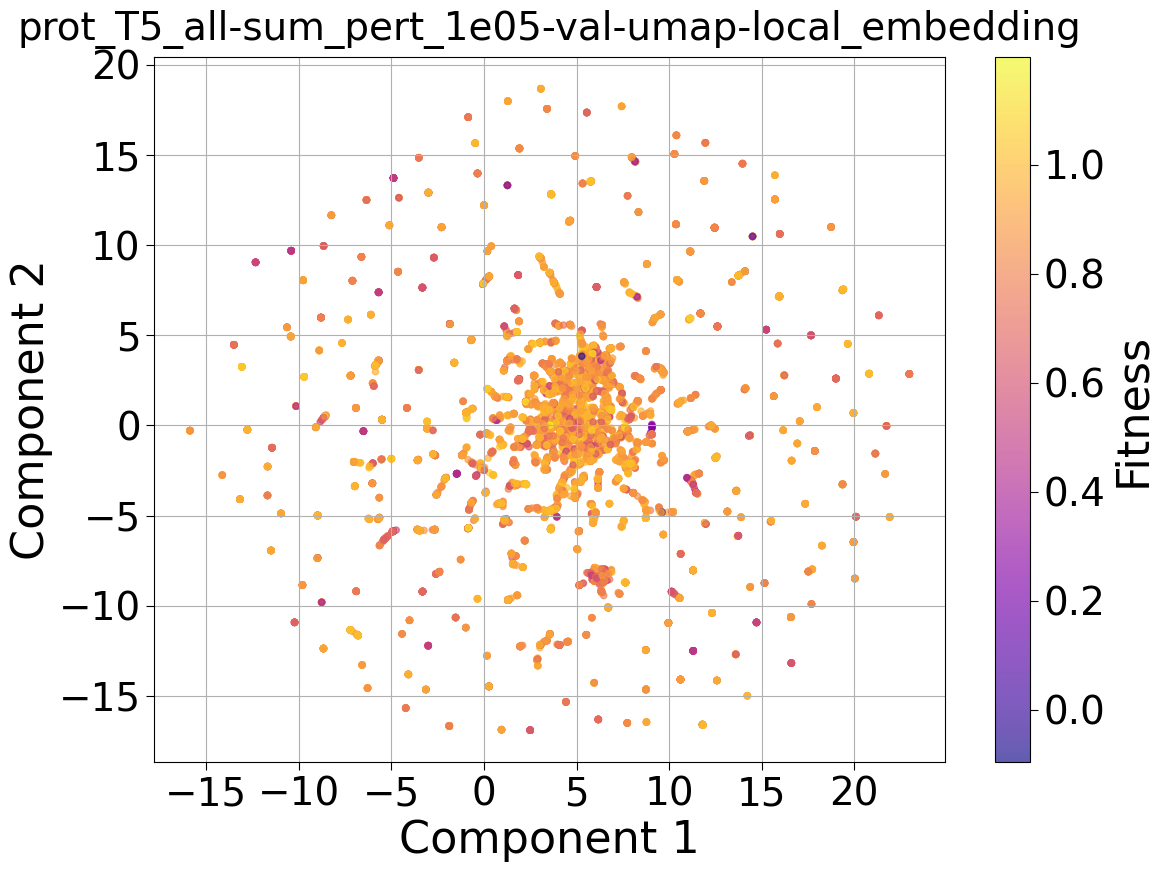 prot_T5_all-sum_pert_1e05-val-umap-local_embedding
20
15
10
5
0
−5
−10
−15
Component 2
−15 −10 −5 0 5 10 15 20
Component 1
1.0
0.8
0.6
0.4
0.2
0.0
Fitness